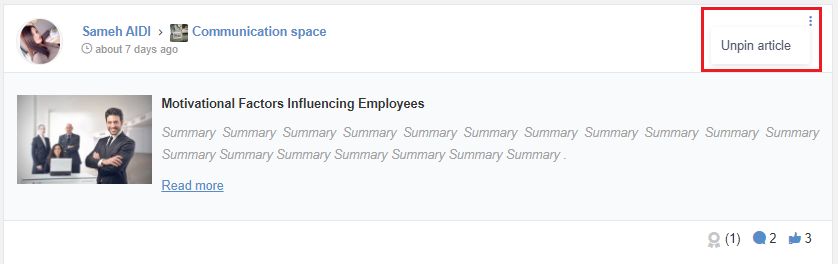 Sameh AIDI › Communication space
about 7 days ago
Unpin article
Motivational Factors Influencing Employees
Summary Summary Summary Summary Summary Summary Summary Summary Summary Summary Summary
Summary Summary Summary Summary Summary Summary Summary .
Read more
(1) 2 3